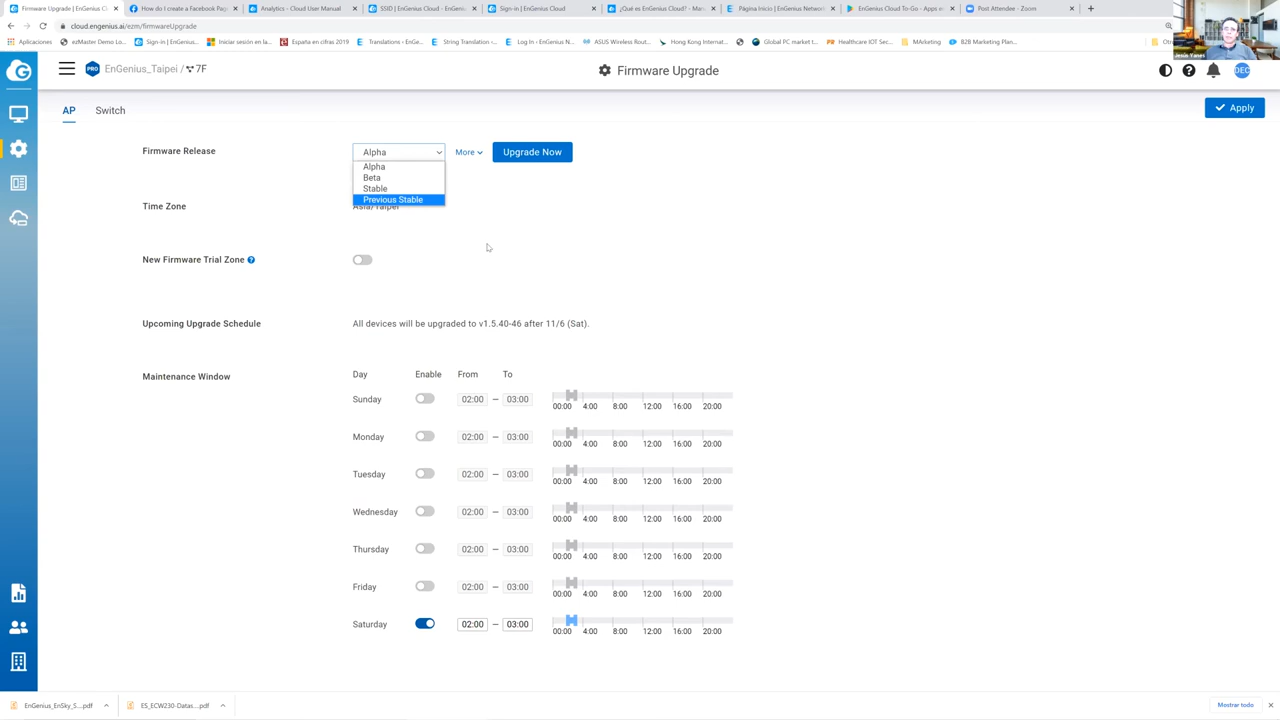 Firmware Upgrade | EnGenius C
How do I create a Facebook Pag
Analytics - Cloud User Manual
SSID | EnGenius Cloud - EnGeniu
Sign-in | EnGenius Cloud
¿Qué es EnGenius Cloud? - Man
Página Inicio | EnGenius Networ
EnGenius Cloud To-Go - Apps e
Post Attendee - Zoom
cloud.engenius.ai/ezm/firmwareUpgrade
Aplicaciones
ezMaster Demo Lo...
Sign-in | EnGenius...
Iniciar sesión en la...
España en cifras 2019
Translations ‹ EnGe...
String Translation ‹...
Log In ‹ EnGenius N...
ASUS Wireless Rout...
Hong Kong Internat...
Global PC market t...
Healthcare IOT Sec...
MArketing
B2B Marketing Plan...
Jesús Yanes
PRO
EnGenius_Taipei / 7F
Firmware Upgrade
DEC
AP
Switch
Apply
Firmware Release
Alpha
More
Upgrade Now
Alpha
Beta
Stable
Previous Stable
Time Zone
Asia/Taipei
New Firmware Trial Zone
Upcoming Upgrade Schedule
All devices will be upgraded to v1.5.40-46 after 11/6 (Sat).
Maintenance Window
Day Enable From To
Sunday 02:00 – 03:00
00:00 4:00 8:00 12:00 16:00 20:00
Monday 02:00 – 03:00
00:00 4:00 8:00 12:00 16:00 20:00
Tuesday 02:00 – 03:00
00:00 4:00 8:00 12:00 16:00 20:00
Wednesday 02:00 – 03:00
00:00 4:00 8:00 12:00 16:00 20:00
Thursday 02:00 – 03:00
00:00 4:00 8:00 12:00 16:00 20:00
Friday 02:00 – 03:00
00:00 4:00 8:00 12:00 16:00 20:00
Saturday 02:00 – 03:00
00:00 4:00 8:00 12:00 16:00 20:00
EnGenius_EnSky_S....pdf
ES_ECW230-Datas....pdf
Mostrar todo